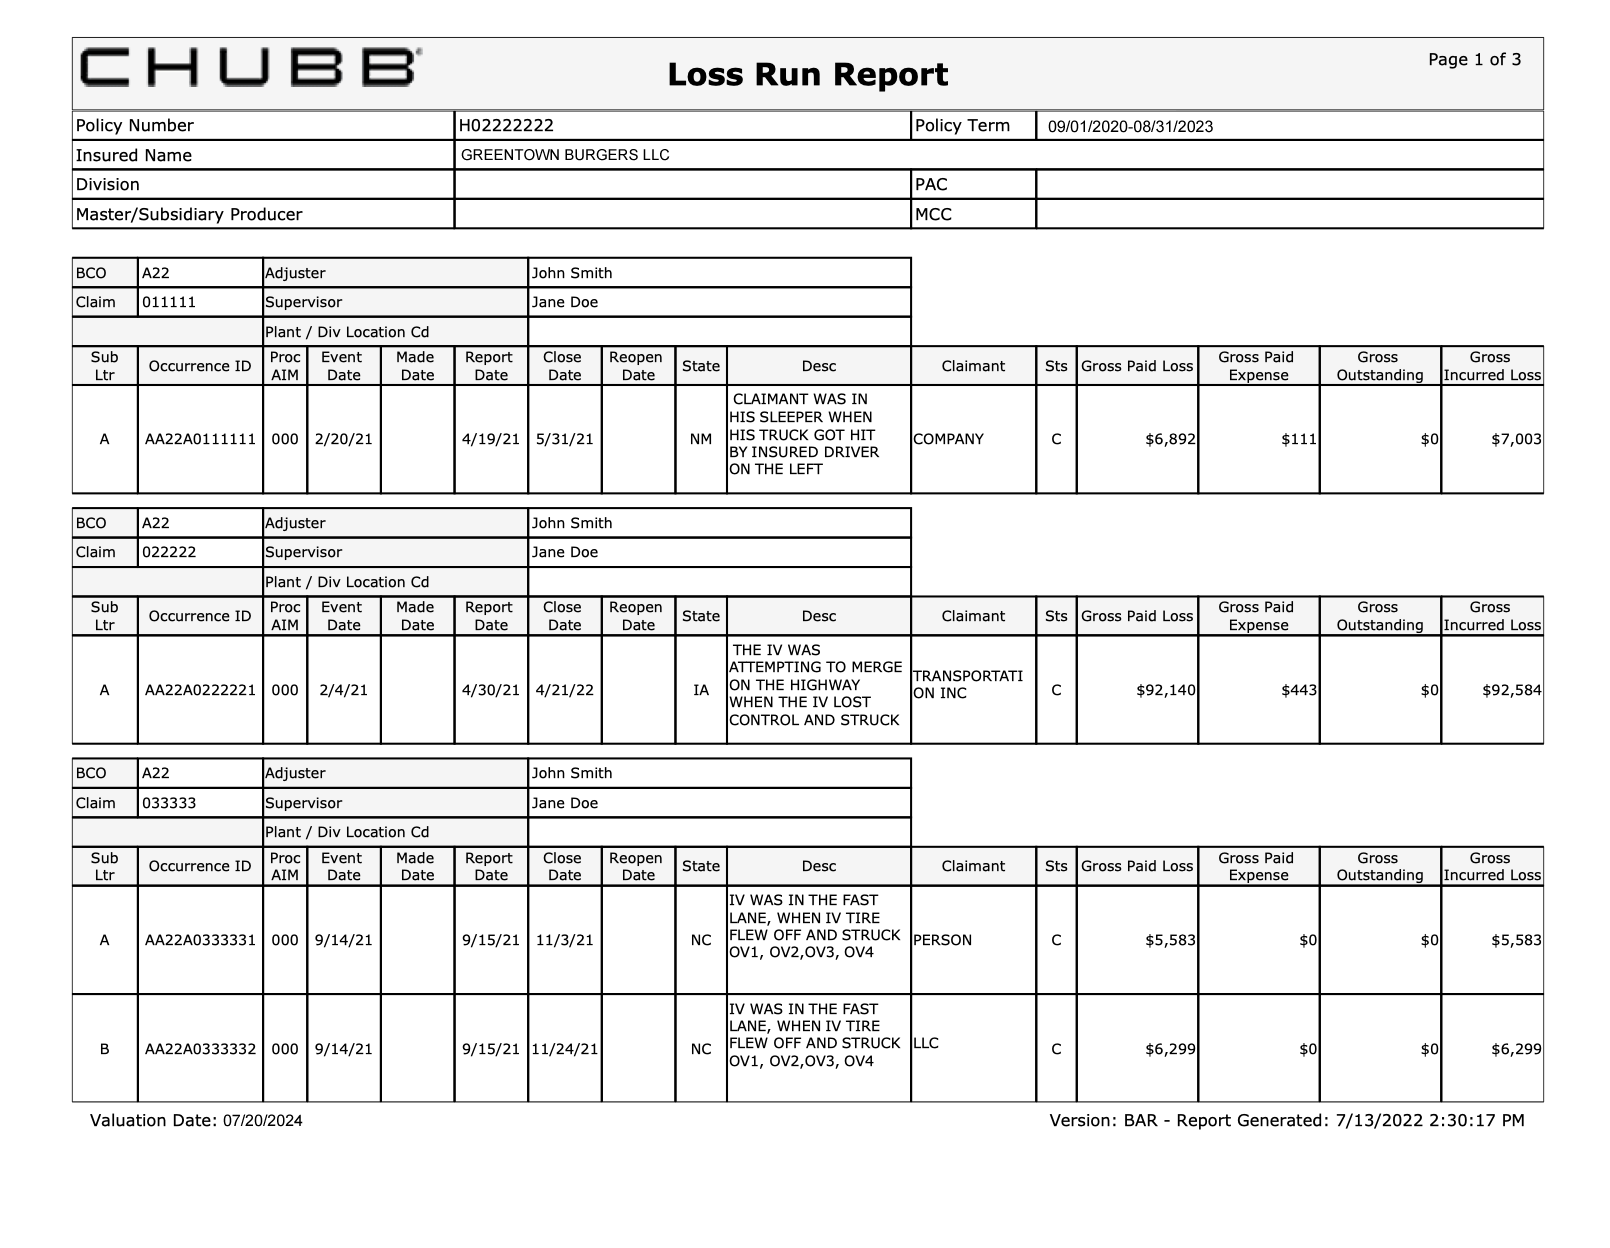 CHUBB®
Loss Run Report
Page 1 of 3
Policy Number H02222222 Policy Term 09/01/2020-08/31/2023
Insured Name GREENTOWN BURGERS LLC
Division PAC
Master/Subsidiary Producer MCC
BCO A22 Adjuster John Smith
Claim 011111 Supervisor Jane Doe
Plant / Div Location Cd
Sub Ltr Occurrence ID Proc AIM Event Date Made Date Report Date Close Date Reopen Date State Desc Claimant Sts Gross Paid Loss Gross Paid Expense Gross Outstanding Gross Incurred Loss
A AA22A0111111 000 2/20/21 4/19/21 5/31/21 NM CLAIMANT WAS IN HIS SLEEPER WHEN HIS TRUCK GOT HIT BY INSURED DRIVER ON THE LEFT COMPANY C $6,892 $111 $0 $7,003
BCO A22 Adjuster John Smith
Claim 022222 Supervisor Jane Doe
Plant / Div Location Cd
Sub Ltr Occurrence ID Proc AIM Event Date Made Date Report Date Close Date Reopen Date State Desc Claimant Sts Gross Paid Loss Gross Paid Expense Gross Outstanding Gross Incurred Loss
A AA22A0222221 000 2/4/21 4/30/21 4/21/22 IA THE IV WAS ATTEMPTING TO MERGE ON THE HIGHWAY WHEN THE IV LOST CONTROL AND STRUCK TRANSPORTATI ON INC C $92,140 $443 $0 $92,584
BCO A22 Adjuster John Smith
Claim 033333 Supervisor Jane Doe
Plant / Div Location Cd
Sub Ltr Occurrence ID Proc AIM Event Date Made Date Report Date Close Date Reopen Date State Desc Claimant Sts Gross Paid Loss Gross Paid Expense Gross Outstanding Gross Incurred Loss
A AA22A0333331 000 9/14/21 9/15/21 11/3/21 NC IV WAS IN THE FAST LANE, WHEN IV TIRE FLEW OFF AND STRUCK OV1, OV2,OV3, OV4 PERSON C $5,583 $0 $0 $5,583
B AA22A0333332 000 9/14/21 9/15/21 11/24/21 NC IV WAS IN THE FAST LANE, WHEN IV TIRE FLEW OFF AND STRUCK OV1, OV2,OV3, OV4 LLC C $6,299 $0 $0 $6,299
Valuation Date: 07/20/2024 Version: BAR - Report Generated: 7/13/2022 2:30:17 PM